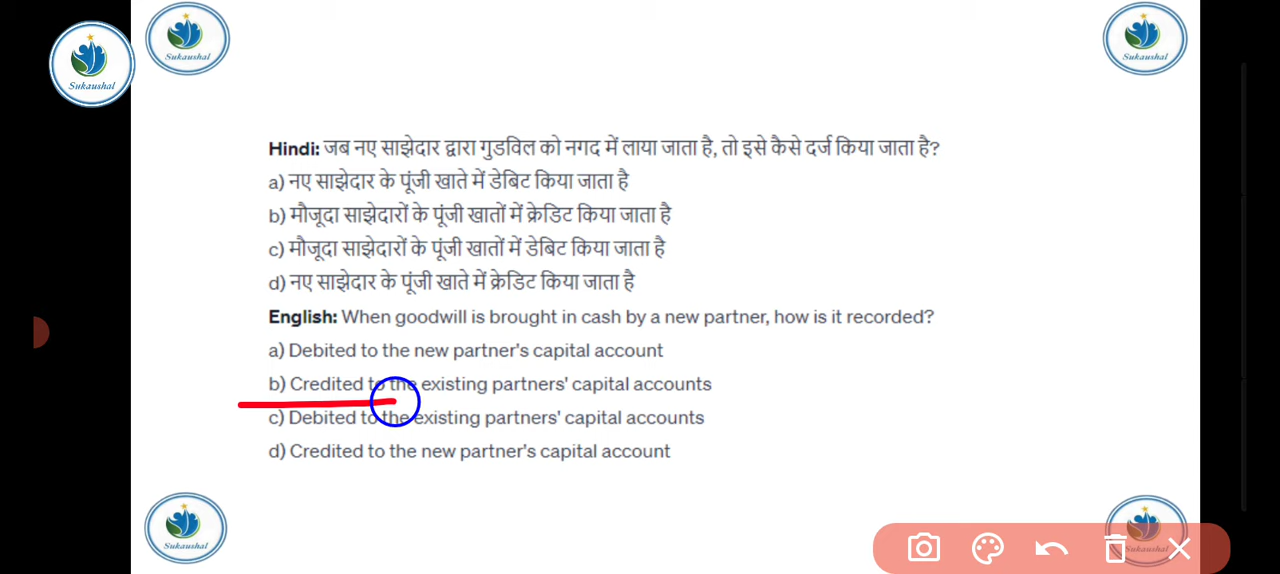 Sukaushal
Sukaushal
Sukaushal
Hindi: जब नए साझेदार द्वारा गुडविल को नगद में लाया जाता है, तो इसे कैसे दर्ज किया जाता है?
a) नए साझेदार के पूंजी खाते में डेबिट किया जाता है
b) मौजूदा साझेदारों के पूंजी खातों में क्रेडिट किया जाता है
c) मौजूदा साझेदारों के पूंजी खातों में डेबिट किया जाता है
d) नए साझेदार के पूंजी खाते में क्रेडिट किया जाता है
English: When goodwill is brought in cash by a new partner, how is it recorded?
a) Debited to the new partner's capital account
b) Credited to the existing partners' capital accounts
c) Debited to the existing partners' capital accounts
d) Credited to the new partner's capital account
Sukaushal
Sukaushal